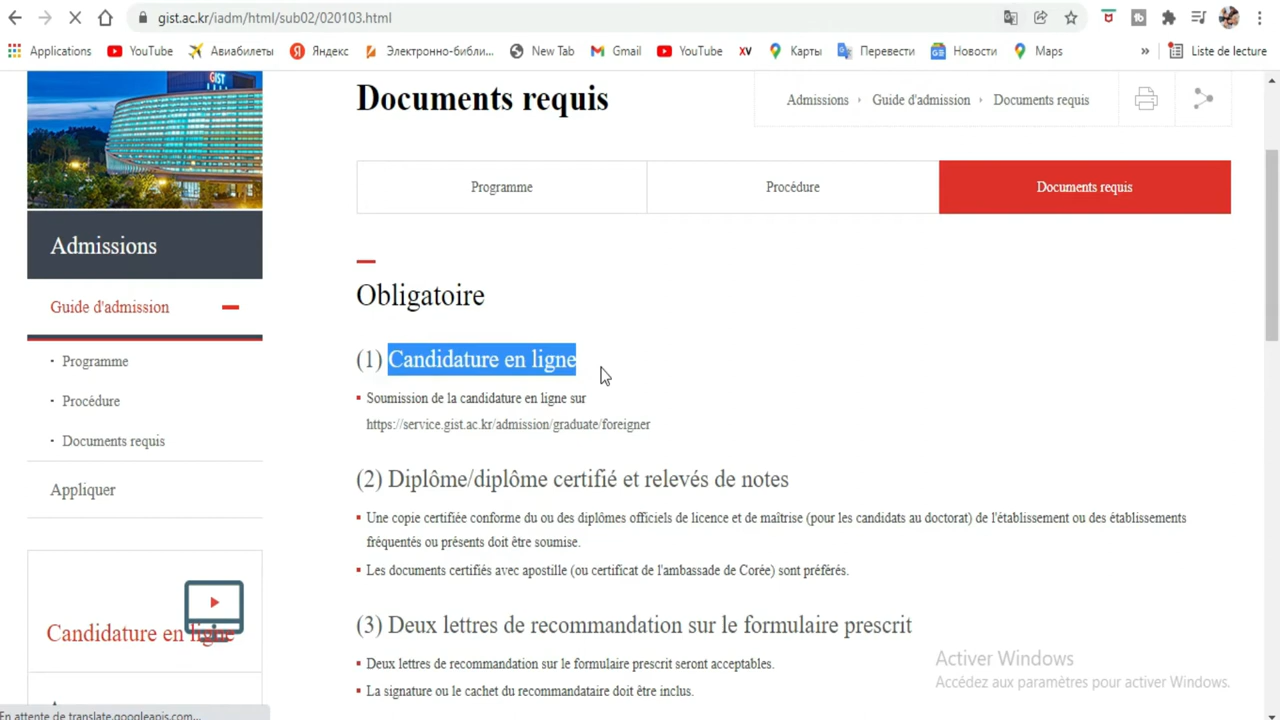 gist.ac.kr/iadm/html/sub02/020103.html
Applications YouTube Авиабилеты Яндекс Электронно-библи... New Tab Gmail YouTube XV Карты Перевести Новости Maps » Liste de lecture
GIST
Documents requis
Admissions › Guide d'admission › Documents requis
Programme Procédure Documents requis
Admissions
Guide d'admission
Programme
Procédure
Documents requis
Appliquer
Candidature en ligne
Obligatoire
(1) Candidature en ligne
Soumission de la candidature en ligne sur
https://service.gist.ac.kr/admission/graduate/foreigner
(2) Diplôme/diplôme certifié et relevés de notes
Une copie certifiée conforme du ou des diplômes officiels de licence et de maîtrise (pour les candidats au doctorat) de l'établissement ou des établissements
fréquentés ou présents doit être soumise.
Les documents certifiés avec apostille (ou certificat de l'ambassade de Corée) sont préférés.
(3) Deux lettres de recommandation sur le formulaire prescrit
Deux lettres de recommandation sur le formulaire prescrit seront acceptables.
La signature ou le cachet du recommandataire doit être inclus.
Activer Windows
Accédez aux paramètres pour activer Windows.
En attente de translate.googleapis.com...